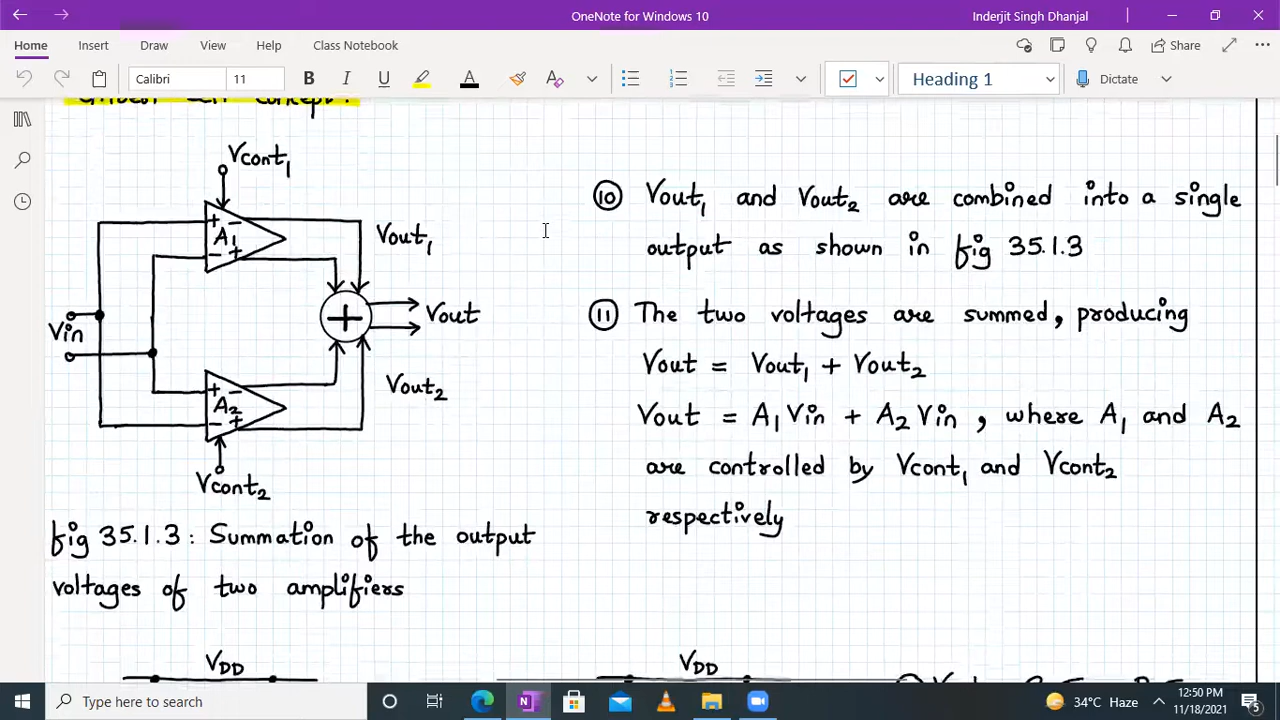 OneNote for Windows 10
Inderjit Singh Dhanjal
Home Insert Draw View Help Class Notebook
Share
Calibri 11 B I U A
Heading 1
Dictate
Gilbert Cell Concept:
Vcont1
A1
+ -
- +
Vout1
Vin
+
Vout
Vout2
+ -
A2
- +
Vcont2
fig 35.1.3 : Summation of the output
voltages of two amplifiers
VDD
⑩ Vout1 and Vout2 are combined into a single
output as shown in fig 35.1.3
⑪ The two voltages are summed, producing
Vout = Vout1 + Vout2
Vout = A1 Vin + A2 Vin , where A1 and A2
are controlled by Vcont1 and Vcont2
respectively
VDD
Type here to search
34°C Haze
12:50 PM
11/18/2021
5